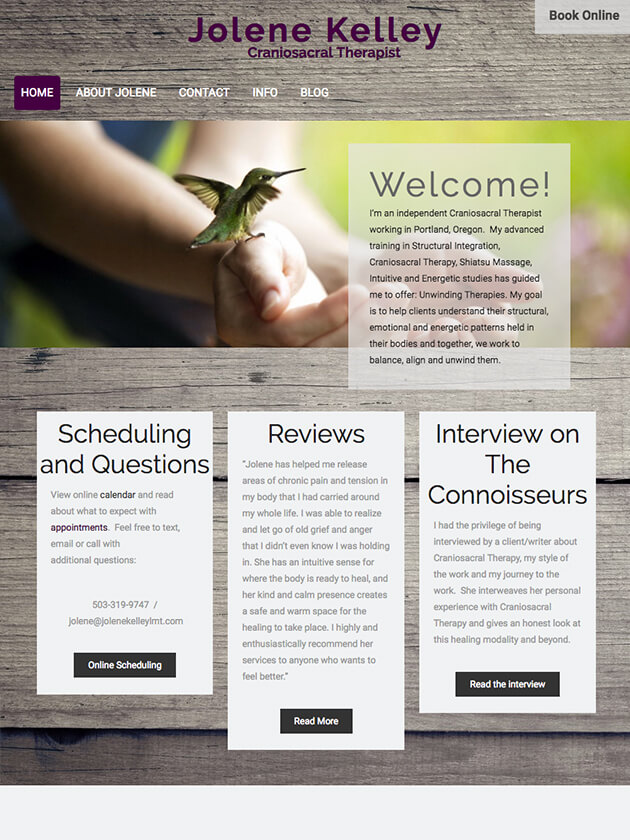 Book Online
Jolene Kelley
Craniosacral Therapist
HOME ABOUT JOLENE CONTACT INFO BLOG
Welcome!
I'm an independent Craniosacral Therapist
working in Portland, Oregon. My advanced
training in Structural Integration,
Craniosacral Therapy, Shiatsu Massage,
Intuitive and Energetic studies has guided
me to offer: Unwinding Therapies. My goal
is to help clients understand their structural,
emotional and energetic patterns held in
their bodies and together, we work to
balance, align and unwind them.
Scheduling
and Questions
View online calendar and read
about what to expect with
appointments. Feel free to text,
email or call with
additional questions:
503-319-9747 /
jolene@jolenekelleylmt.com
Online Scheduling
Reviews
"Jolene has helped me release
areas of chronic pain and tension in
my body that I had carried around
my whole life. I was able to realize
and let go of old grief and anger
that I didn't even know I was holding
in. She has an intuitive sense for
where the body is ready to heal, and
her kind and calm presence creates
a safe and warm space for the
healing to take place. I highly and
enthusiastically recommend her
services to anyone who wants to
feel better."
Read More
Interview on
The
Connoisseurs
I had the privilege of being
interviewed by a client/writer about
Craniosacral Therapy, my style of
the work and my journey to the
work. She interweaves her personal
experience with Craniosacral
Therapy and gives an honest look at
this healing modality and beyond.
Read the interview